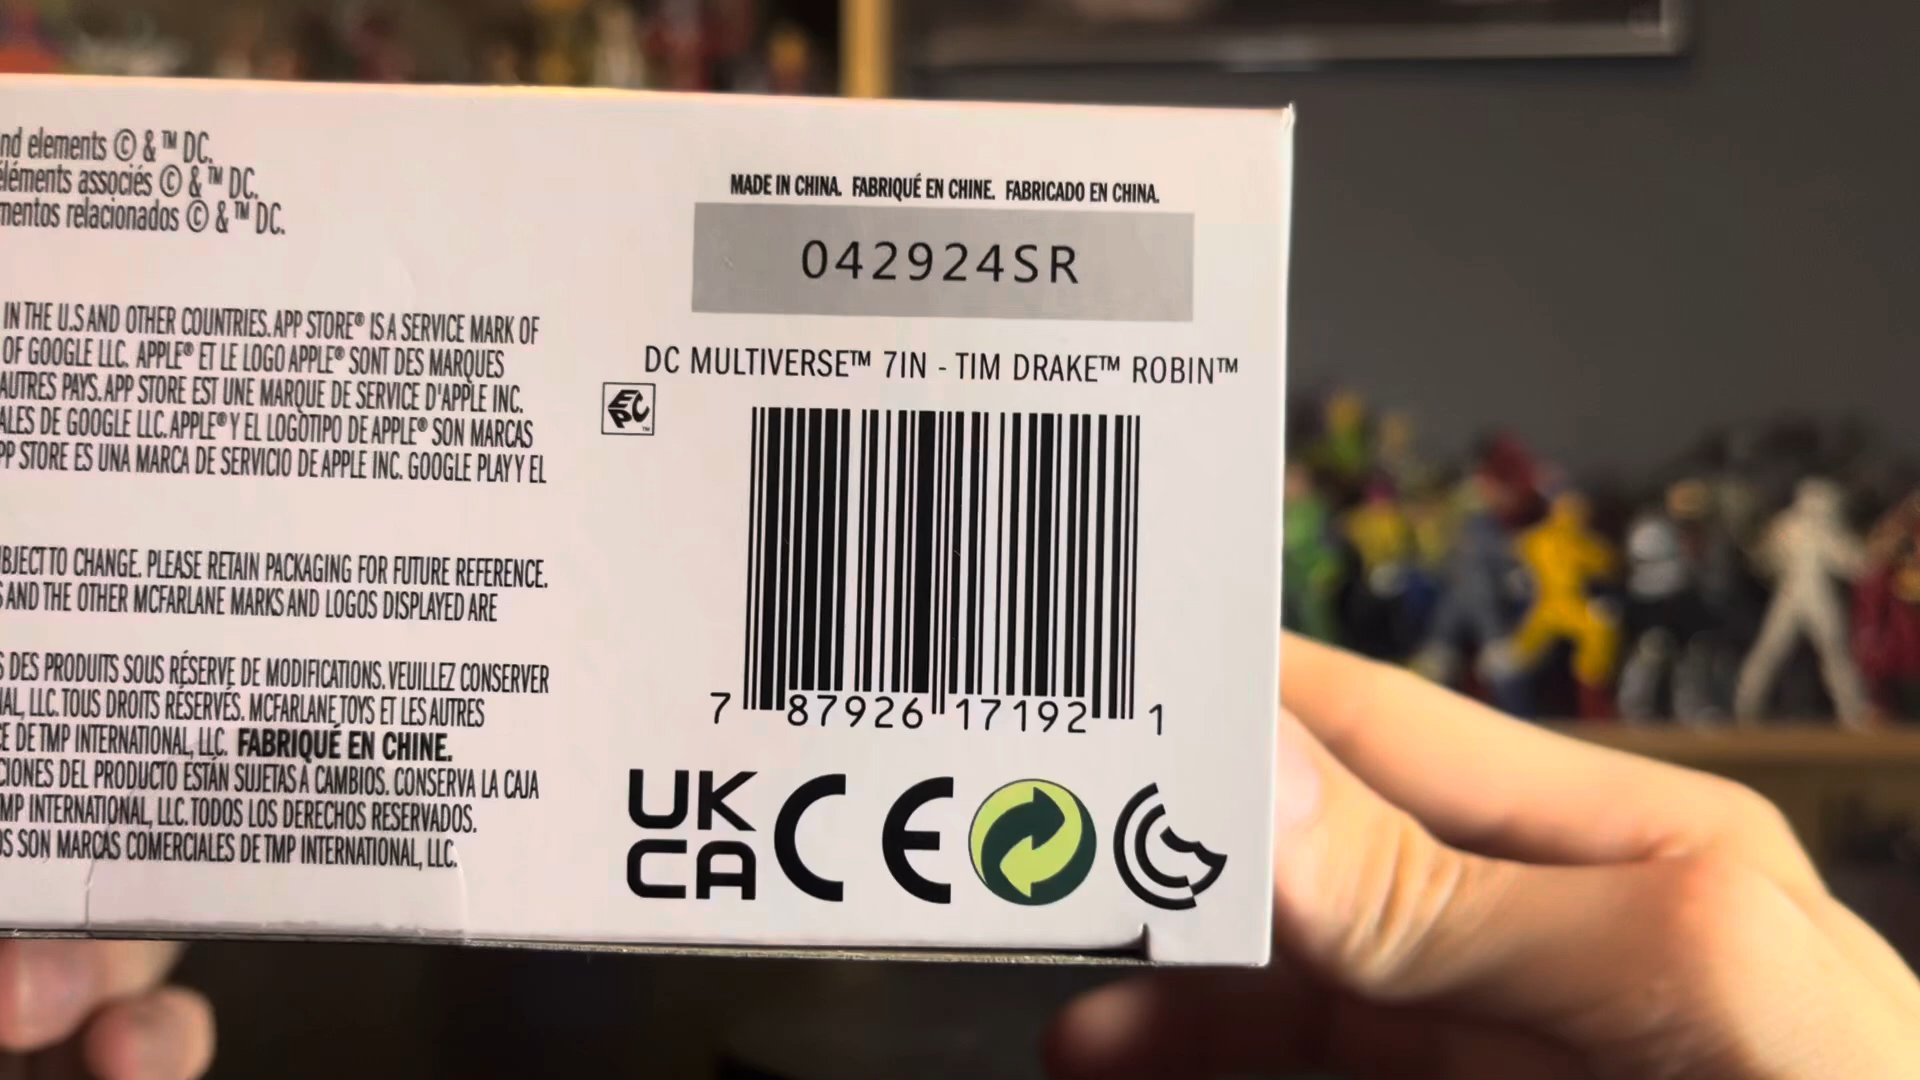 nd elements © & ™ DC.
éléments associés © & ™ DC.
mentos relacionados © & ™ DC.
IN THE U.S AND OTHER COUNTRIES. APP STORE® IS A SERVICE MARK OF
OF GOOGLE LLC. APPLE® ET LE LOGO APPLE® SONT DES MARQUES
AUTRES PAYS. APP STORE EST UNE MARQUE DE SERVICE D'APPLE INC.
ALES DE GOOGLE LLC. APPLE® Y EL LOGOTIPO DE APPLE® SON MARCAS
PP STORE ES UNA MARCA DE SERVICIO DE APPLE INC. GOOGLE PLAY Y EL
BJECT TO CHANGE. PLEASE RETAIN PACKAGING FOR FUTURE REFERENCE.
S AND THE OTHER MCFARLANE MARKS AND LOGOS DISPLAYED ARE
S DES PRODUITS SOUS RÉSERVE DE MODIFICATIONS. VEUILLEZ CONSERVER
AL, LLC. TOUS DROITS RÉSERVÉS. MCFARLANE TOYS ET LES AUTRES
E DE TMP INTERNATIONAL, LLC. FABRIQUÉ EN CHINE.
CIONES DEL PRODUCTO ESTÁN SUJETAS A CAMBIOS. CONSERVA LA CAJA
MP INTERNATIONAL, LLC. TODOS LOS DERECHOS RESERVADOS.
OS SON MARCAS COMERCIALES DE TMP INTERNATIONAL, LLC.
MADE IN CHINA. FABRIQUÉ EN CHINE. FABRICADO EN CHINA.
042924SR
DC MULTIVERSE™ 7IN - TIM DRAKE™ ROBIN™
EPC™
7 87926 17192 1
UK
CA
CE